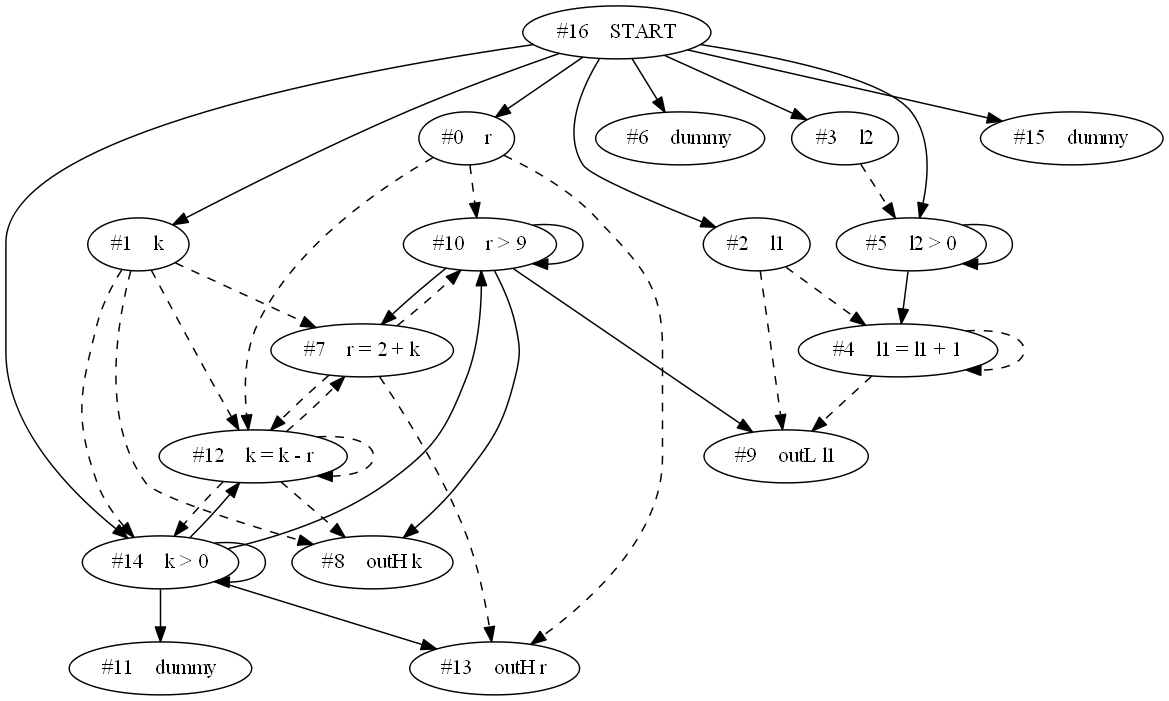 #16 START
#0 r
#6 dummy
#3 l2
#15 dummy
#1 k
#10 r > 9
#2 l1
#5 l2 > 0
#7 r = 2 + k
#4 l1 = l1 + 1
#12 k = k - r
#9 outL l1
#14 k > 0
#8 outH k
#11 dummy
#13 outH r